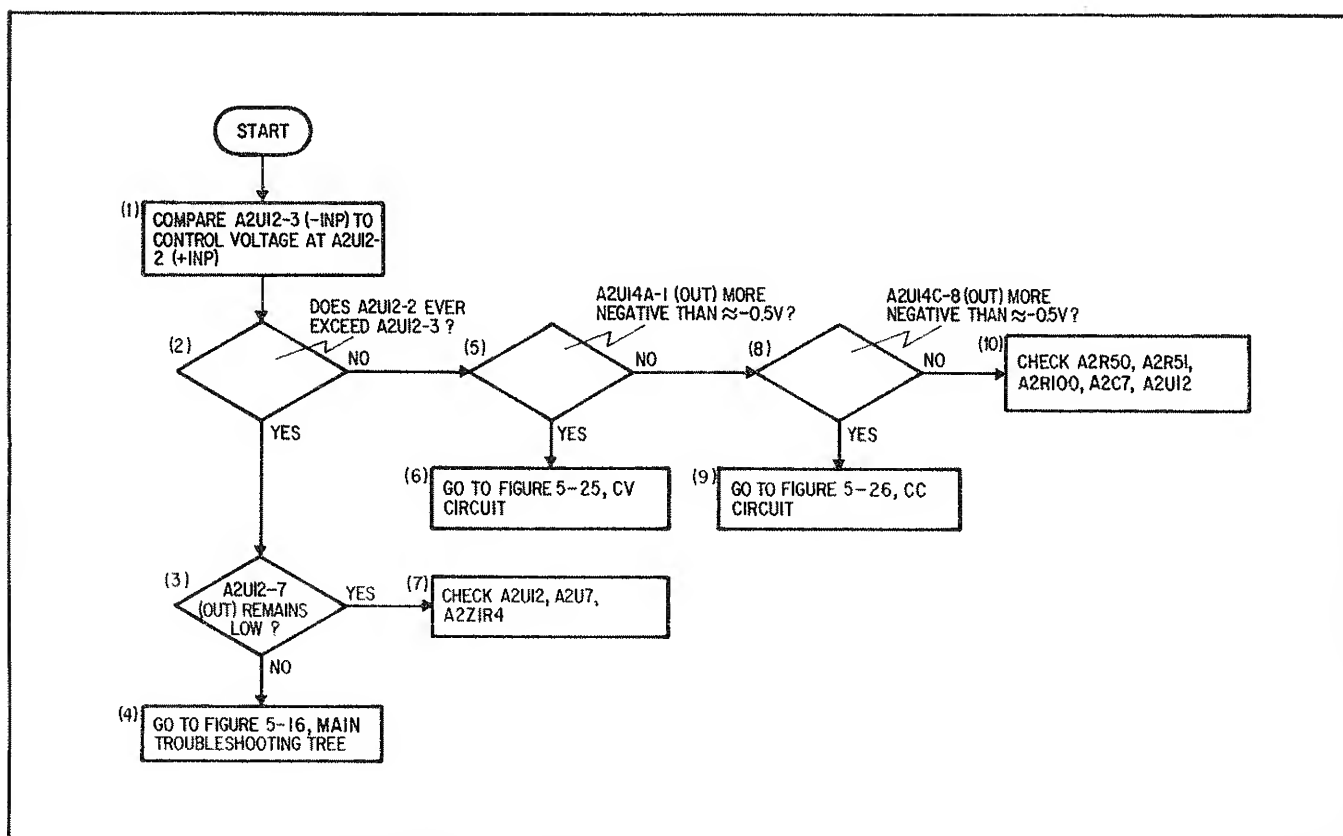 START
(1)
COMPARE A2U12-3 (-INP) TO
CONTROL VOLTAGE AT A2U12-
2 (+INP)
(2)
DOES A2U12-2 EVER
EXCEED A2U12-3 ?
NO
YES
(5)
A2U14A-1 (OUT) MORE
NEGATIVE THAN ≈-0.5V?
NO
YES
(8)
A2U14C-8 (OUT) MORE
NEGATIVE THAN ≈-0.5V?
NO
YES
(10)
CHECK A2R50, A2R51,
A2R100, A2C7, A2U12
(6)
GO TO FIGURE 5-25, CV
CIRCUIT
(9)
GO TO FIGURE 5-26, CC
CIRCUIT
(3)
A2U12-7
(OUT) REMAINS
LOW ?
YES
NO
(7)
CHECK A2U12, A2U7,
A2Z1R4
(4)
GO TO FIGURE 5-16, MAIN
TROUBLESHOOTING TREE